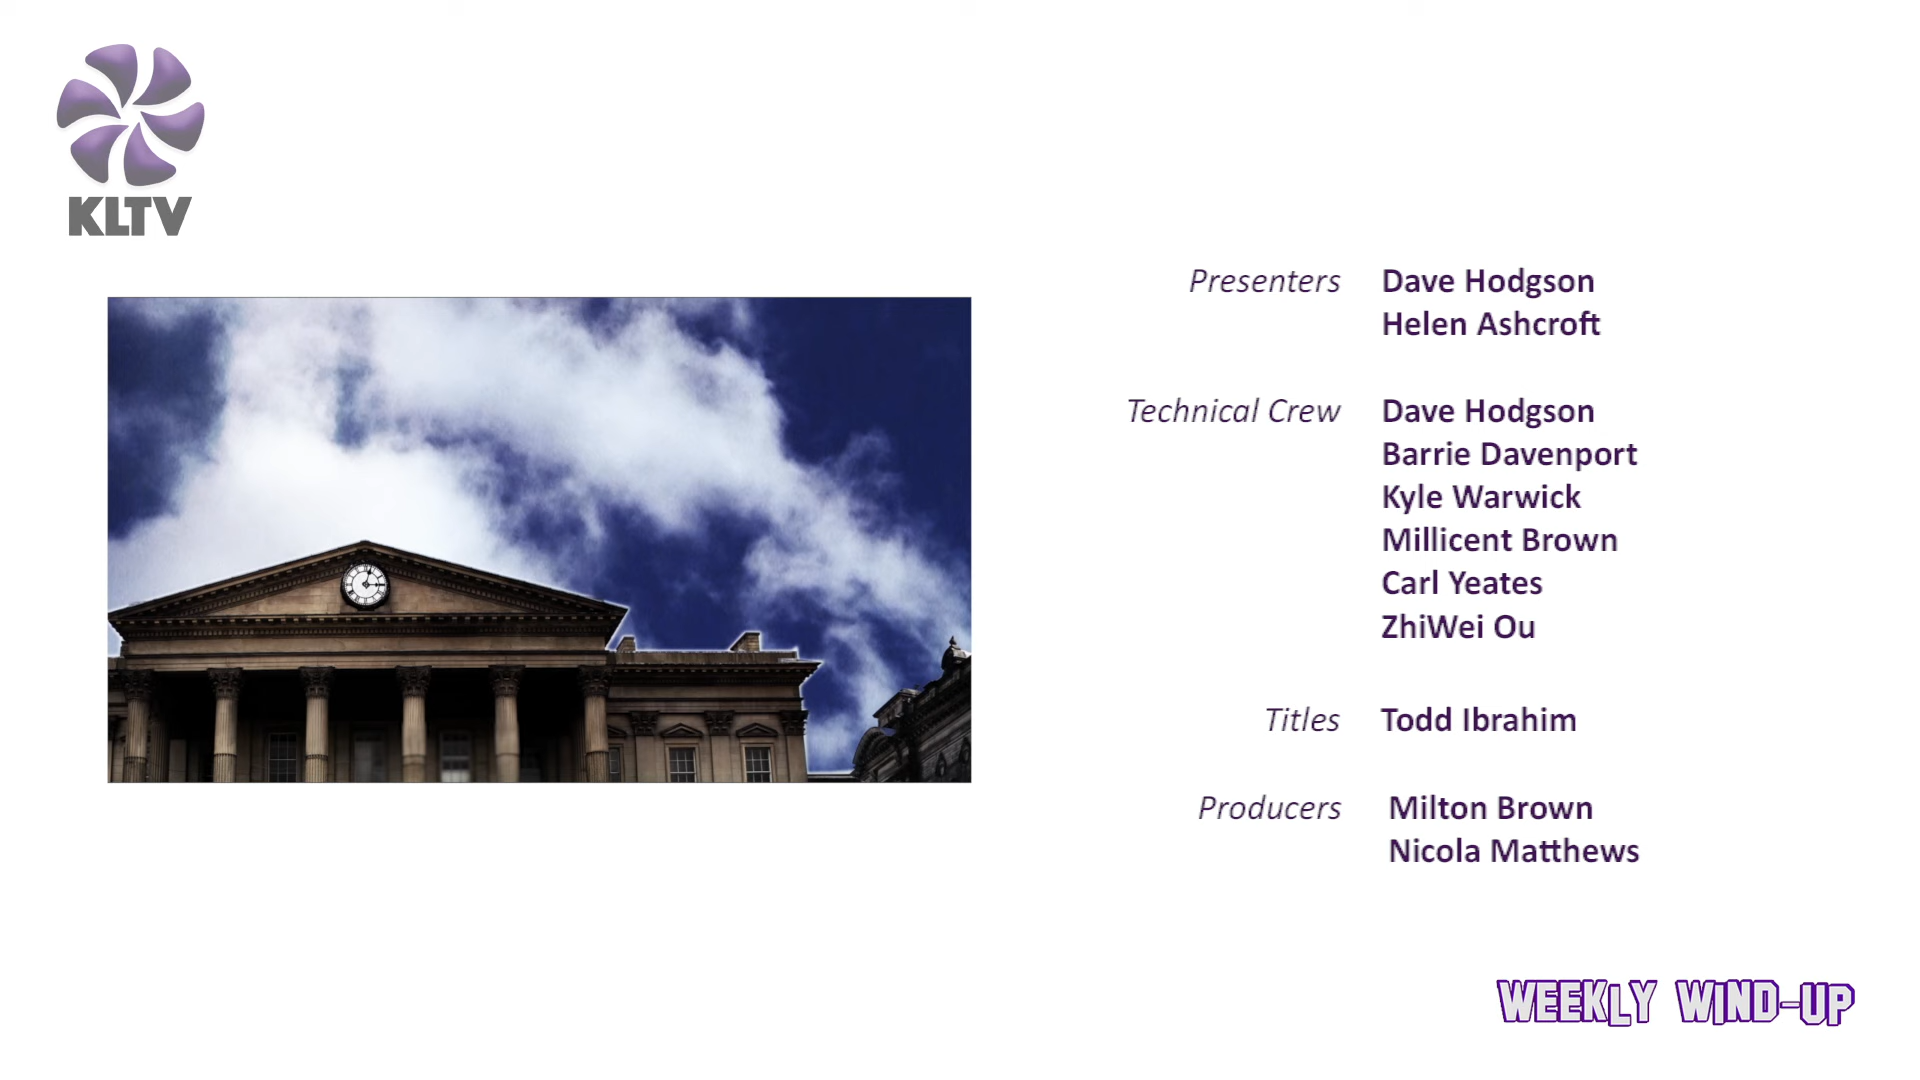 KLTV
Presenters Dave Hodgson
Helen Ashcroft
Technical Crew Dave Hodgson
Barrie Davenport
Kyle Warwick
Millicent Brown
Carl Yeates
ZhiWei Ou
Titles Todd Ibrahim
Producers Milton Brown
Nicola Matthews
WEEKLY WIND-UP